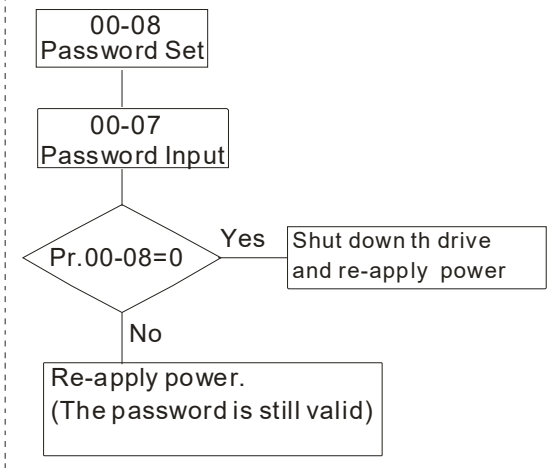 00-08
Password Set
00-07
Password Input
Pr.00-08=0
Yes
Shut down th drive
and re-apply power
No
Re-apply power.
(The password is still valid)